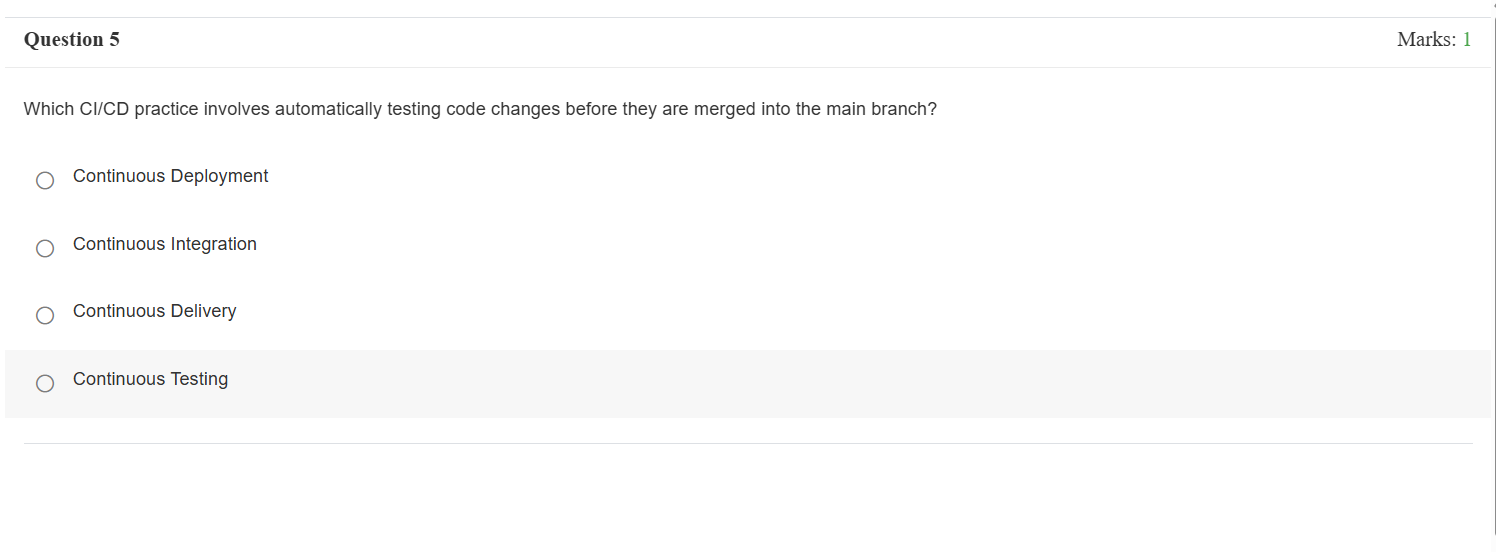 Question 5
Marks: 1
Which CI/CD practice involves automatically testing code changes before they are merged into the main branch?
Continuous Deployment
Continuous Integration
Continuous Delivery
Continuous Testing